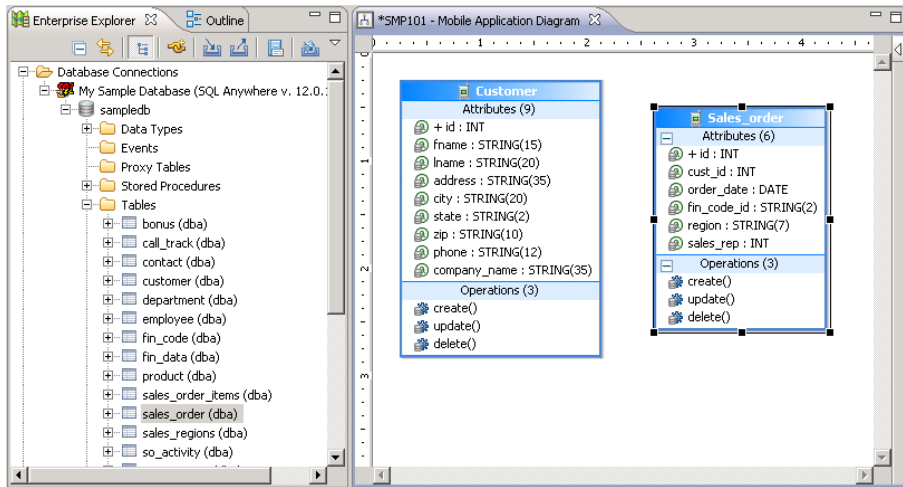 Enterprise Explorer
Outline
Database Connections
My Sample Database (SQL Anywhere v. 12.0.
sampledb
Data Types
Events
Proxy Tables
Stored Procedures
Tables
bonus (dba)
call_track (dba)
contact (dba)
customer (dba)
department (dba)
employee (dba)
fin_code (dba)
fin_data (dba)
product (dba)
sales_order_items (dba)
sales_order (dba)
sales_regions (dba)
so_activity (dba)
*SMP101 - Mobile Application Diagram
1 2 3 4
1
2
3
Customer
Attributes (9)
+ id : INT
fname : STRING(15)
lname : STRING(20)
address : STRING(35)
city : STRING(20)
state : STRING(2)
zip : STRING(10)
phone : STRING(12)
company_name : STRING(35)
Operations (3)
create()
update()
delete()
Sales_order
Attributes (6)
+ id : INT
cust_id : INT
order_date : DATE
fin_code_id : STRING(2)
region : STRING(7)
sales_rep : INT
Operations (3)
create()
update()
delete()